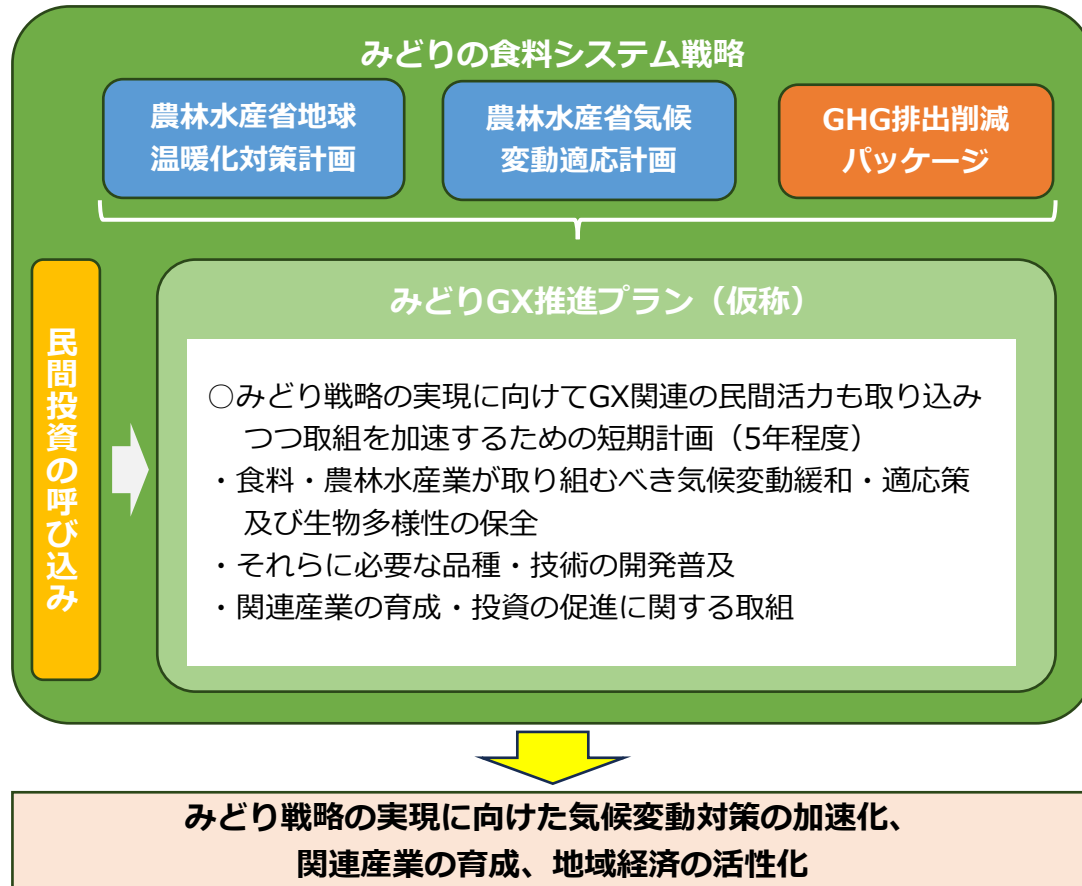 みどりの食料システム戦略
農林水産省地球
温暖化対策計画
農林水産省気候
変動適応計画
GHG排出削減
パッケージ
民間投資の呼び込み
みどりGX推進プラン（仮称）
○みどり戦略の実現に向けてGX関連の民間活力も取り込み
つつ取組を加速するための短期計画（5年程度）
・食料・農林水産業が取り組むべき気候変動緩和・適応策
及び生物多様性の保全
・それらに必要な品種・技術の開発普及
・関連産業の育成・投資の促進に関する取組
みどり戦略の実現に向けた気候変動対策の加速化、
関連産業の育成、地域経済の活性化